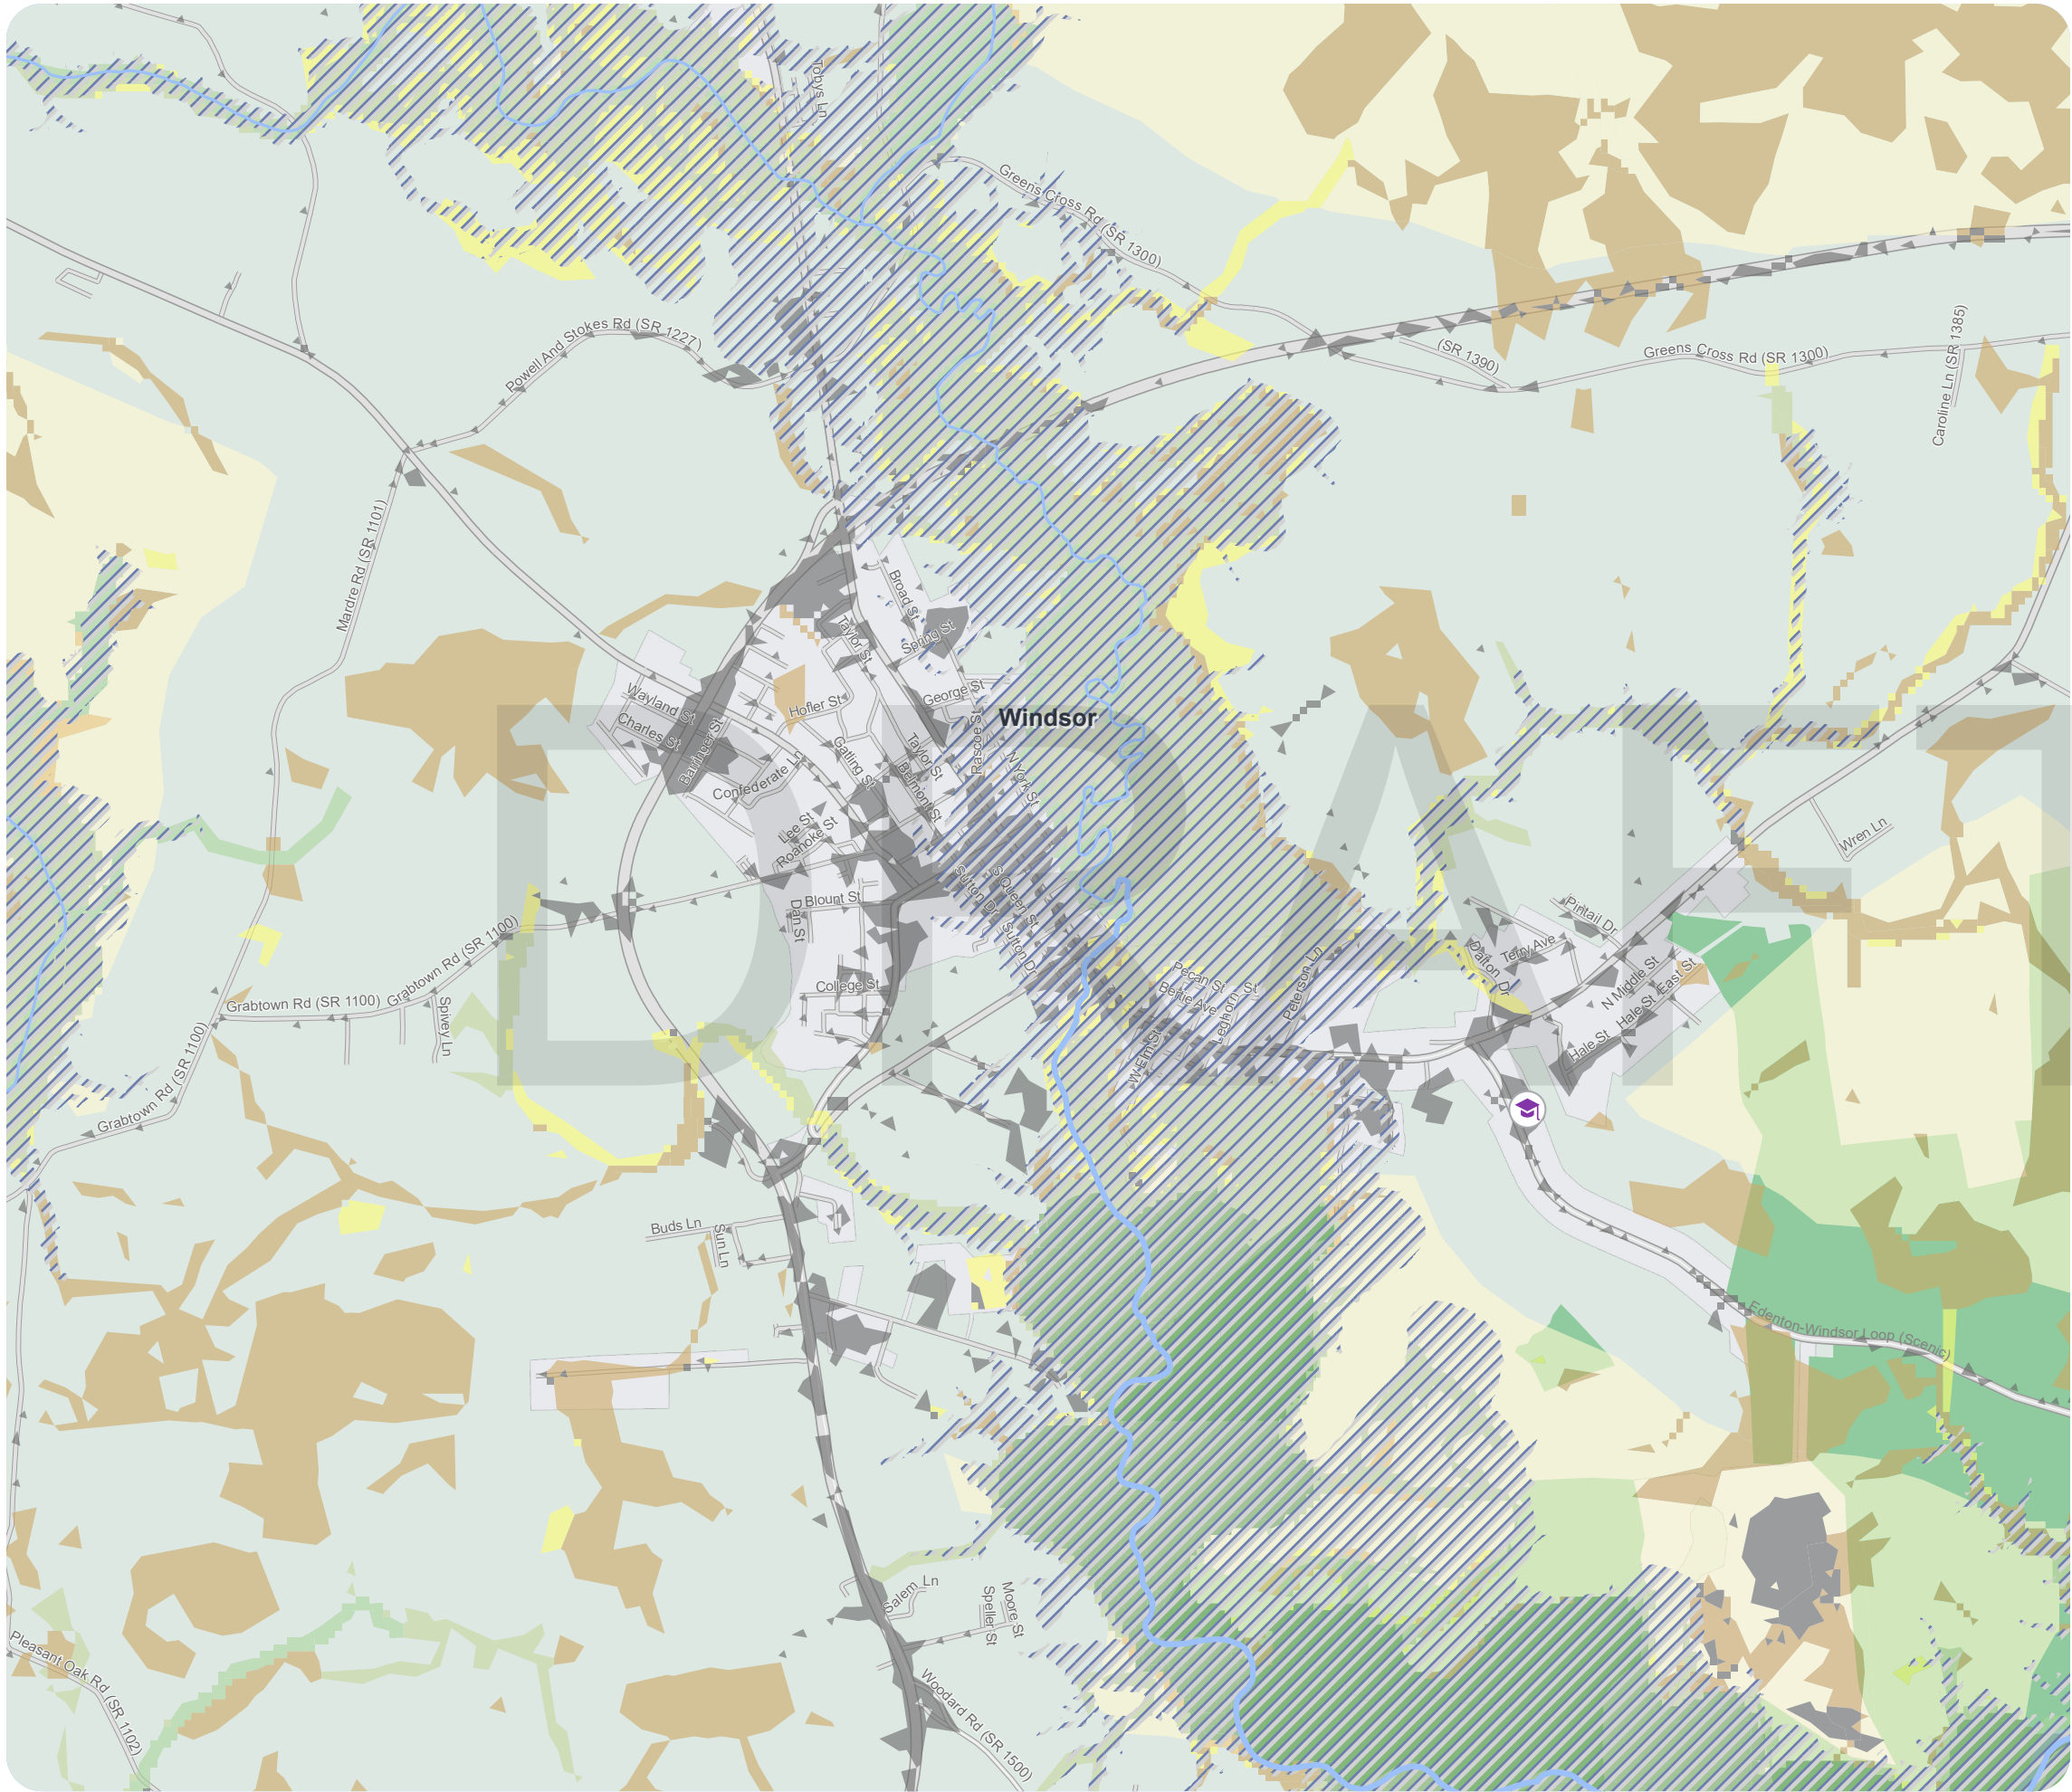 Tobys Ln
Greens Cross Rd (SR 1300)
Powell And Stokes Rd (SR 1227)
(SR 1390)
Greens Cross Rd (SR 1300)
Caroline Ln (SR 1385)
Mardre Rd (SR 1101)
Broad St
Taylor St
Spring St
George St
Wayland St
Charles St
Hofler St
Windsor
Barringer St
Rascoe St
Gatling St
Taylor St
N York St
Confederate Ln
Belmont St
Lee St
Roanoke St
Wren Ln
Sutton Dr
S Queen St
Blount St
Dan St
Sutton Dr
Pintail Dr
Terry Ave
Dalton Dr
Grabtown Rd (SR 1100)
Grabtown Rd (SR 1100)
Spivey Ln
College St
Pecan St
Bertie Ave
Leghorn St
Peterson Ln
N Middle St
East St
Hale St
Hale St
W Elm St
Grabtown Rd (SR 1100)
DRAFT
Buds Ln
Sun Ln
Edenton-Windsor Loop (Scenic)
Salem Ln
Speller St
Moore St
Pleasant Oak Rd (SR 1102)
Woodard Rd (SR 1500)